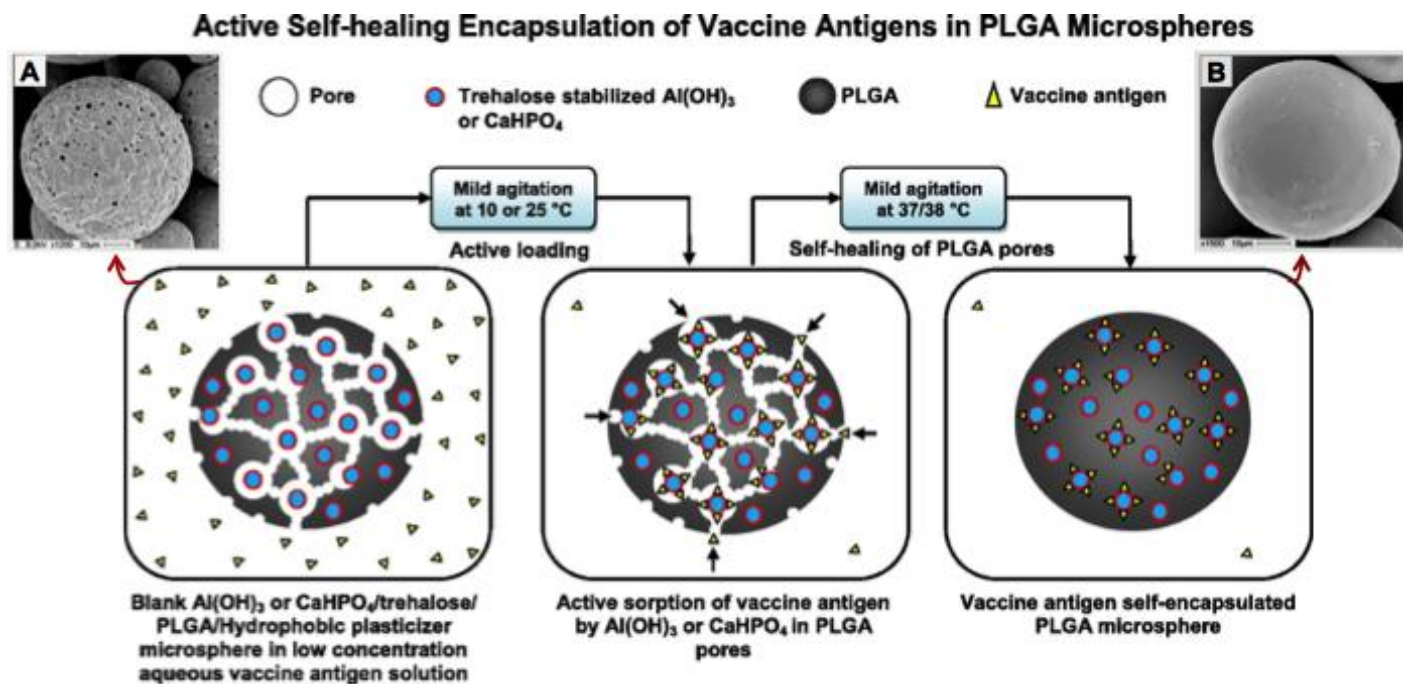 Active Self-healing Encapsulation of Vaccine Antigens in PLGA Microspheres
A
B
Pore
Trehalose stabilized Al(OH)₃
or CaHPO₄
PLGA
Vaccine antigen
Mild agitation
at 10 or 25 °C
Active loading
Mild agitation
at 37/38 °C
Self-healing of PLGA pores
Blank Al(OH)₃ or CaHPO₄/trehalose/
PLGA/Hydrophobic plasticizer
microsphere in low concentration
aqueous vaccine antigen solution
Active sorption of vaccine antigen
by Al(OH)₃ or CaHPO₄ in PLGA
pores
Vaccine antigen self-encapsulated
PLGA microsphere